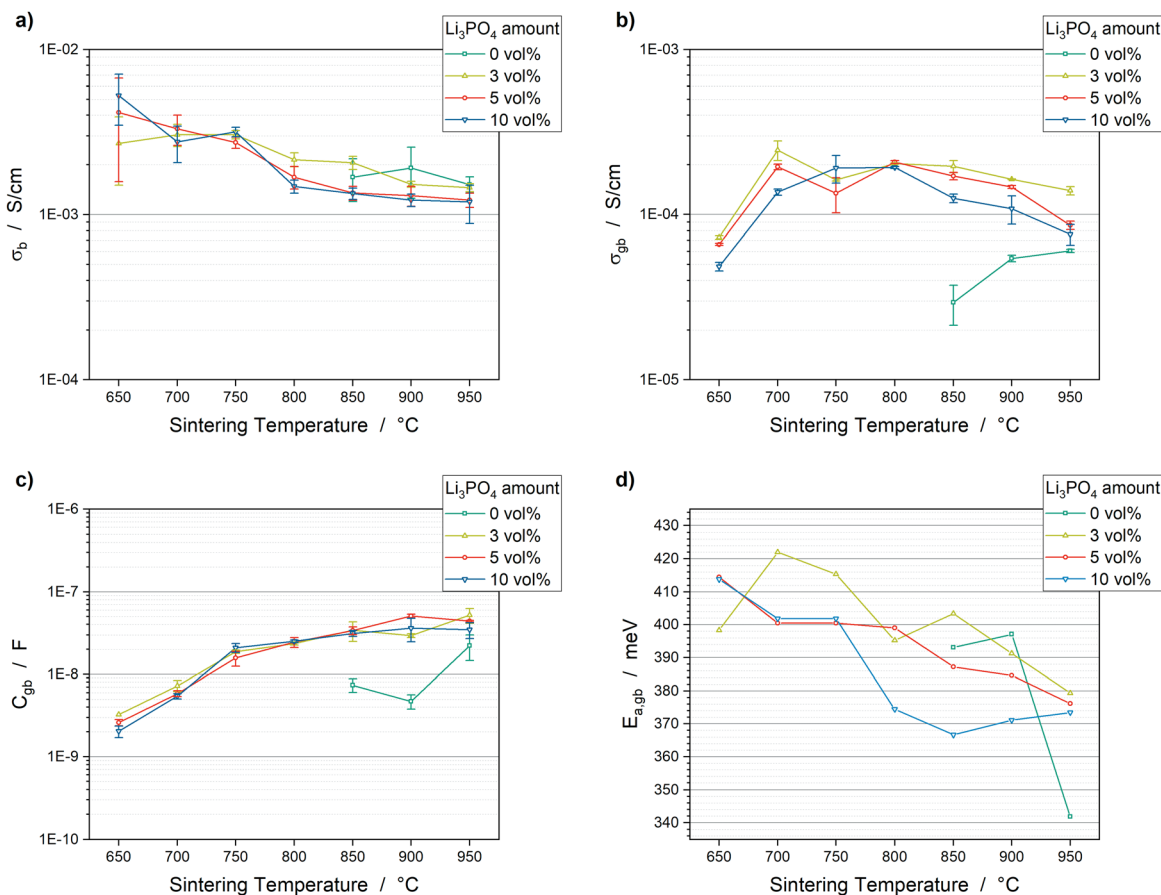 a)
Li₃PO₄ amount
0 vol%
3 vol%
5 vol%
10 vol%
1E-02
1E-03
1E-04
σb / S/cm
650 700 750 800 850 900 950
Sintering Temperature / °C
b)
Li₃PO₄ amount
0 vol%
3 vol%
5 vol%
10 vol%
1E-03
1E-04
1E-05
σgb / S/cm
650 700 750 800 850 900 950
Sintering Temperature / °C
c)
Li₃PO₄ amount
0 vol%
3 vol%
5 vol%
10 vol%
1E-6
1E-7
1E-8
1E-9
1E-10
Cgb / F
650 700 750 800 850 900 950
Sintering Temperature / °C
d)
Li₃PO₄ amount
0 vol%
3 vol%
5 vol%
10 vol%
430
420
410
400
390
380
370
360
350
340
Ea,gb / meV
650 700 750 800 850 900 950
Sintering Temperature / °C